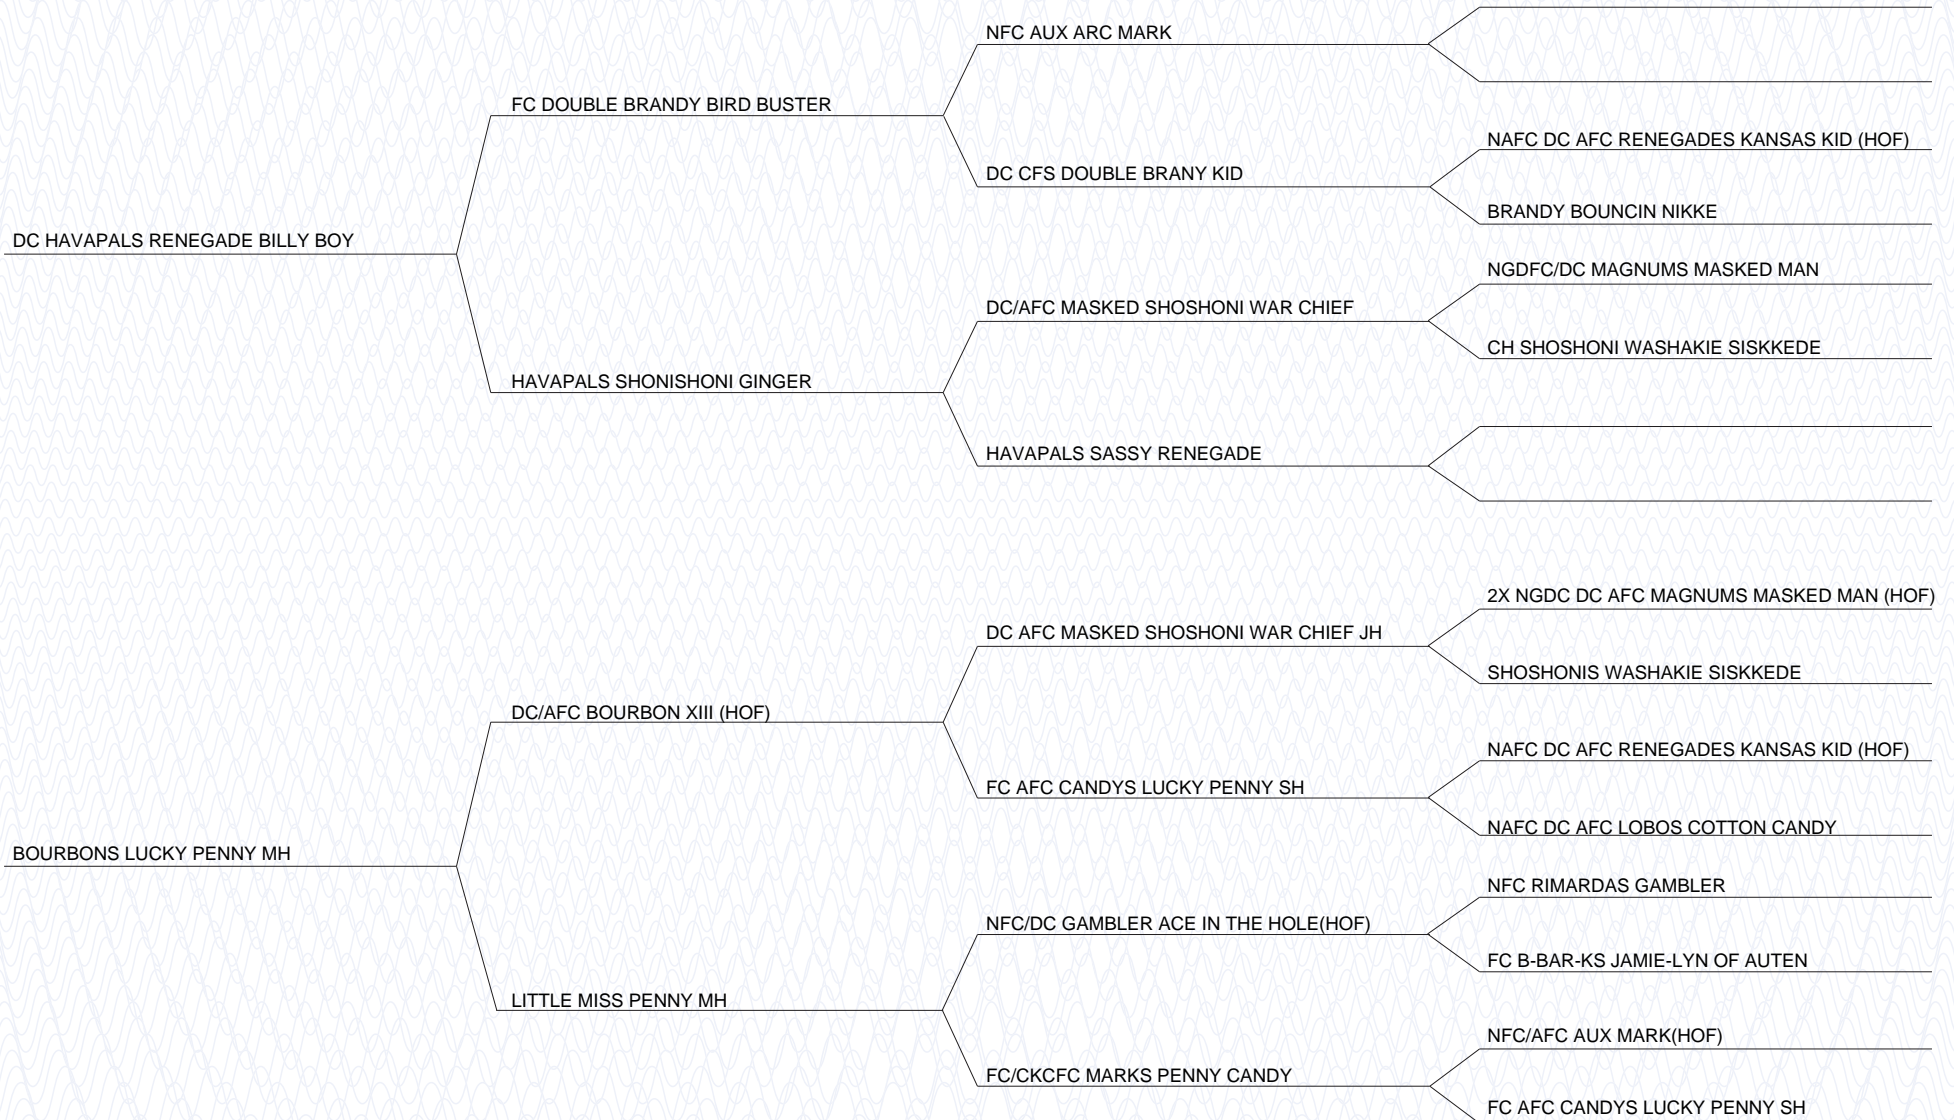 NFC AUX ARC MARK
FC DOUBLE BRANDY BIRD BUSTER
NAFC DC AFC RENEGADES KANSAS KID (HOF)
DC CFS DOUBLE BRANY KID
BRANDY BOUNCIN NIKKE
DC HAVAPALS RENEGADE BILLY BOY
NGDFC/DC MAGNUMS MASKED MAN
DC/AFC MASKED SHOSHONI WAR CHIEF
CH SHOSHONI WASHAKIE SISKKEDE
HAVAPALS SHONISHONI GINGER
HAVAPALS SASSY RENEGADE
2X NGDC DC AFC MAGNUMS MASKED MAN (HOF)
DC AFC MASKED SHOSHONI WAR CHIEF JH
SHOSHONIS WASHAKIE SISKKEDE
DC/AFC BOURBON XIII (HOF)
NAFC DC AFC RENEGADES KANSAS KID (HOF)
FC AFC CANDYS LUCKY PENNY SH
NAFC DC AFC LOBOS COTTON CANDY
BOURBONS LUCKY PENNY MH
NFC RIMARDAS GAMBLER
NFC/DC GAMBLER ACE IN THE HOLE(HOF)
FC B-BAR-KS JAMIE-LYN OF AUTEN
LITTLE MISS PENNY MH
NFC/AFC AUX MARK(HOF)
FC/CKCFC MARKS PENNY CANDY
FC AFC CANDYS LUCKY PENNY SH